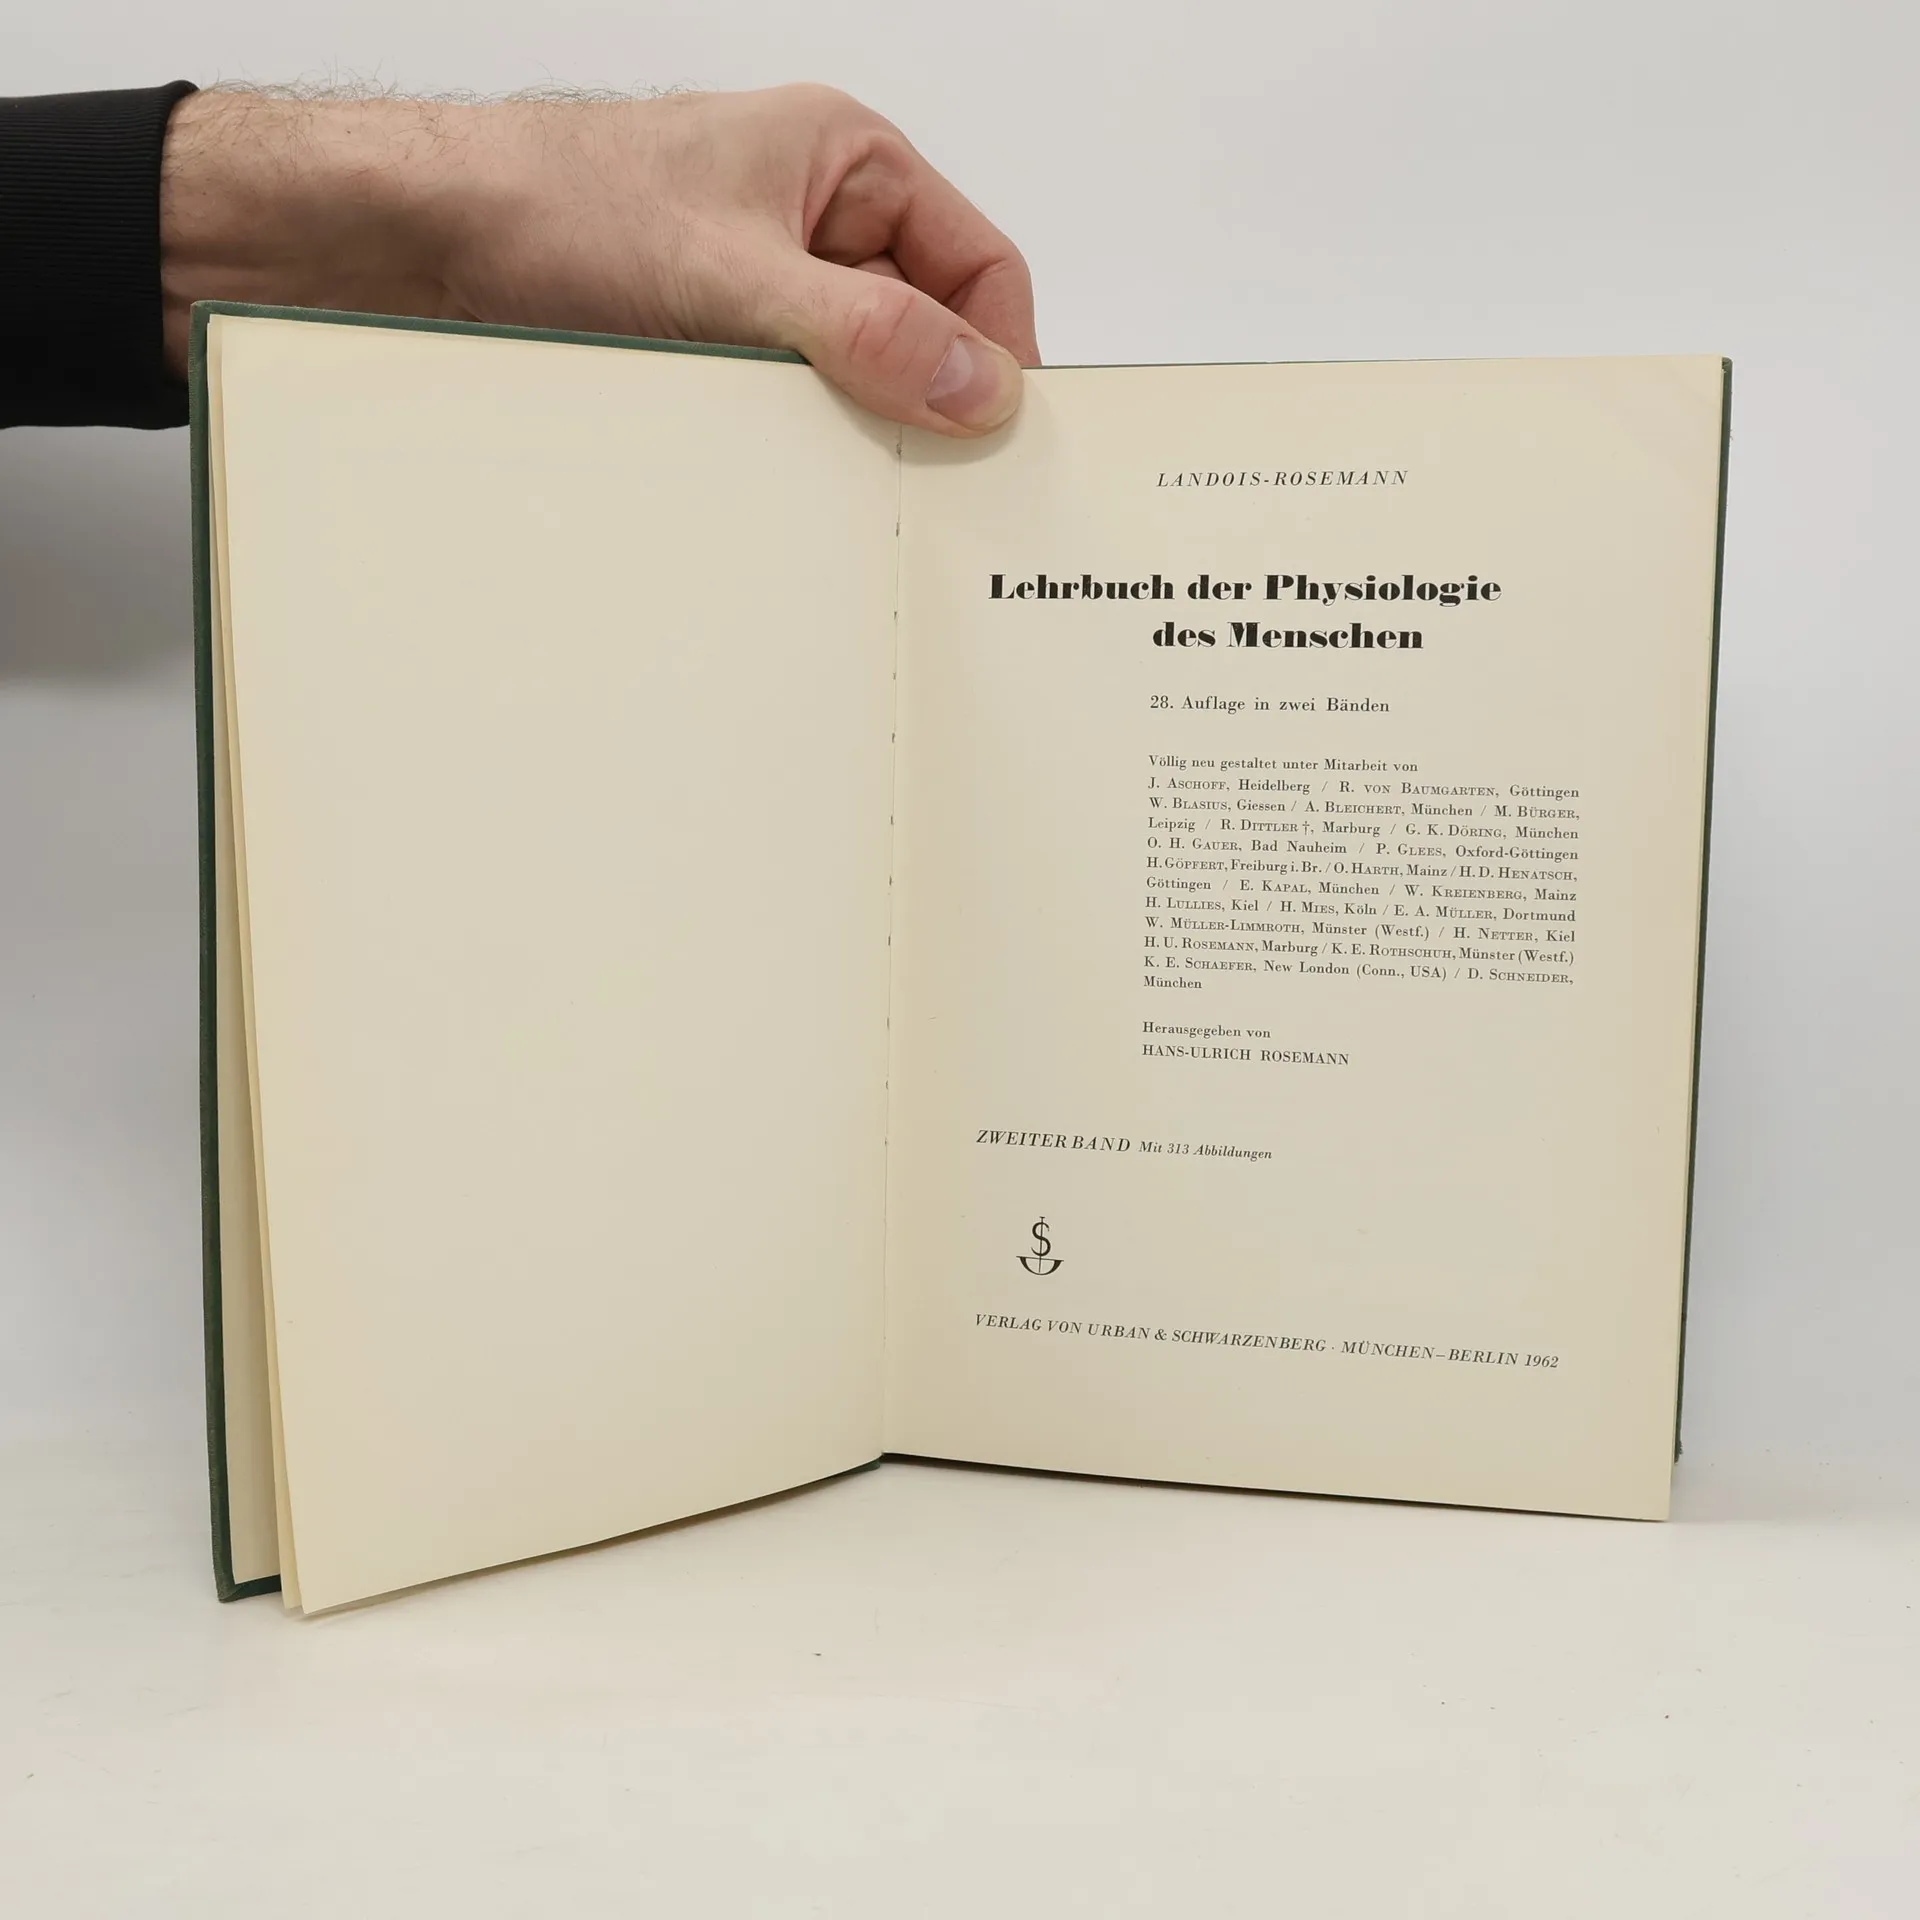 LANDOIS-ROSEMANN
Lehrbuch der Physiologie
des Menschen
28. Auflage in zwei Bänden
Völlig neu gestaltet unter Mitarbeit von
J. ASCHOFF, Heidelberg / R. VON BAUMGARTEN, Göttingen
W. BLASIUS, Giessen / A. BLEICHERT, München / M. BÜRGER,
Leipzig / R. DITTLER †, Marburg / G. K. DÖRING, München
O. H. GAUER, Bad Nauheim / P. GLEES, Oxford-Göttingen
H. GÖPFERT, Freiburg i. Br. / O. HARTH, Mainz / H. D. HENATSCH,
Göttingen / E. KAPAL, München / W. KREIENBERG, Mainz
H. LULLIES, Kiel / H. MIES, Köln / E. A. MÜLLER, Dortmund
W. MÜLLER-LIMMROTH, Münster (Westf.) / H. NETTER, Kiel
H. U. ROSEMANN, Marburg / K. E. ROTHSCHUH, Münster (Westf.)
K. E. SCHAEFER, New London (Conn., USA) / D. SCHNEIDER,
München
Herausgegeben von
HANS-ULRICH ROSEMANN
ZWEITER BAND Mit 313 Abbildungen
VERLAG VON URBAN & SCHWARZENBERG · MÜNCHEN–BERLIN 1962